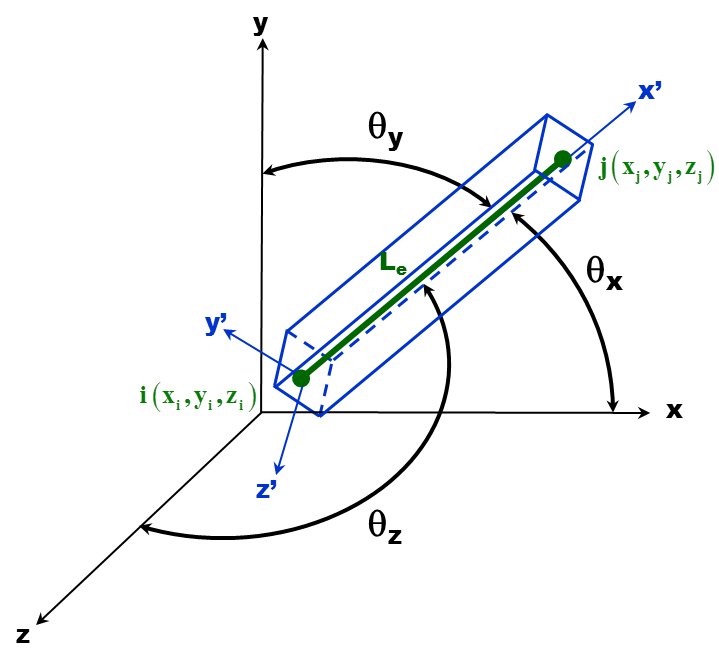 y
x’
θy
j(xj,yj,zj)
Le
θx
y’
i(xi,yi,zi)
x
z’
θz
z